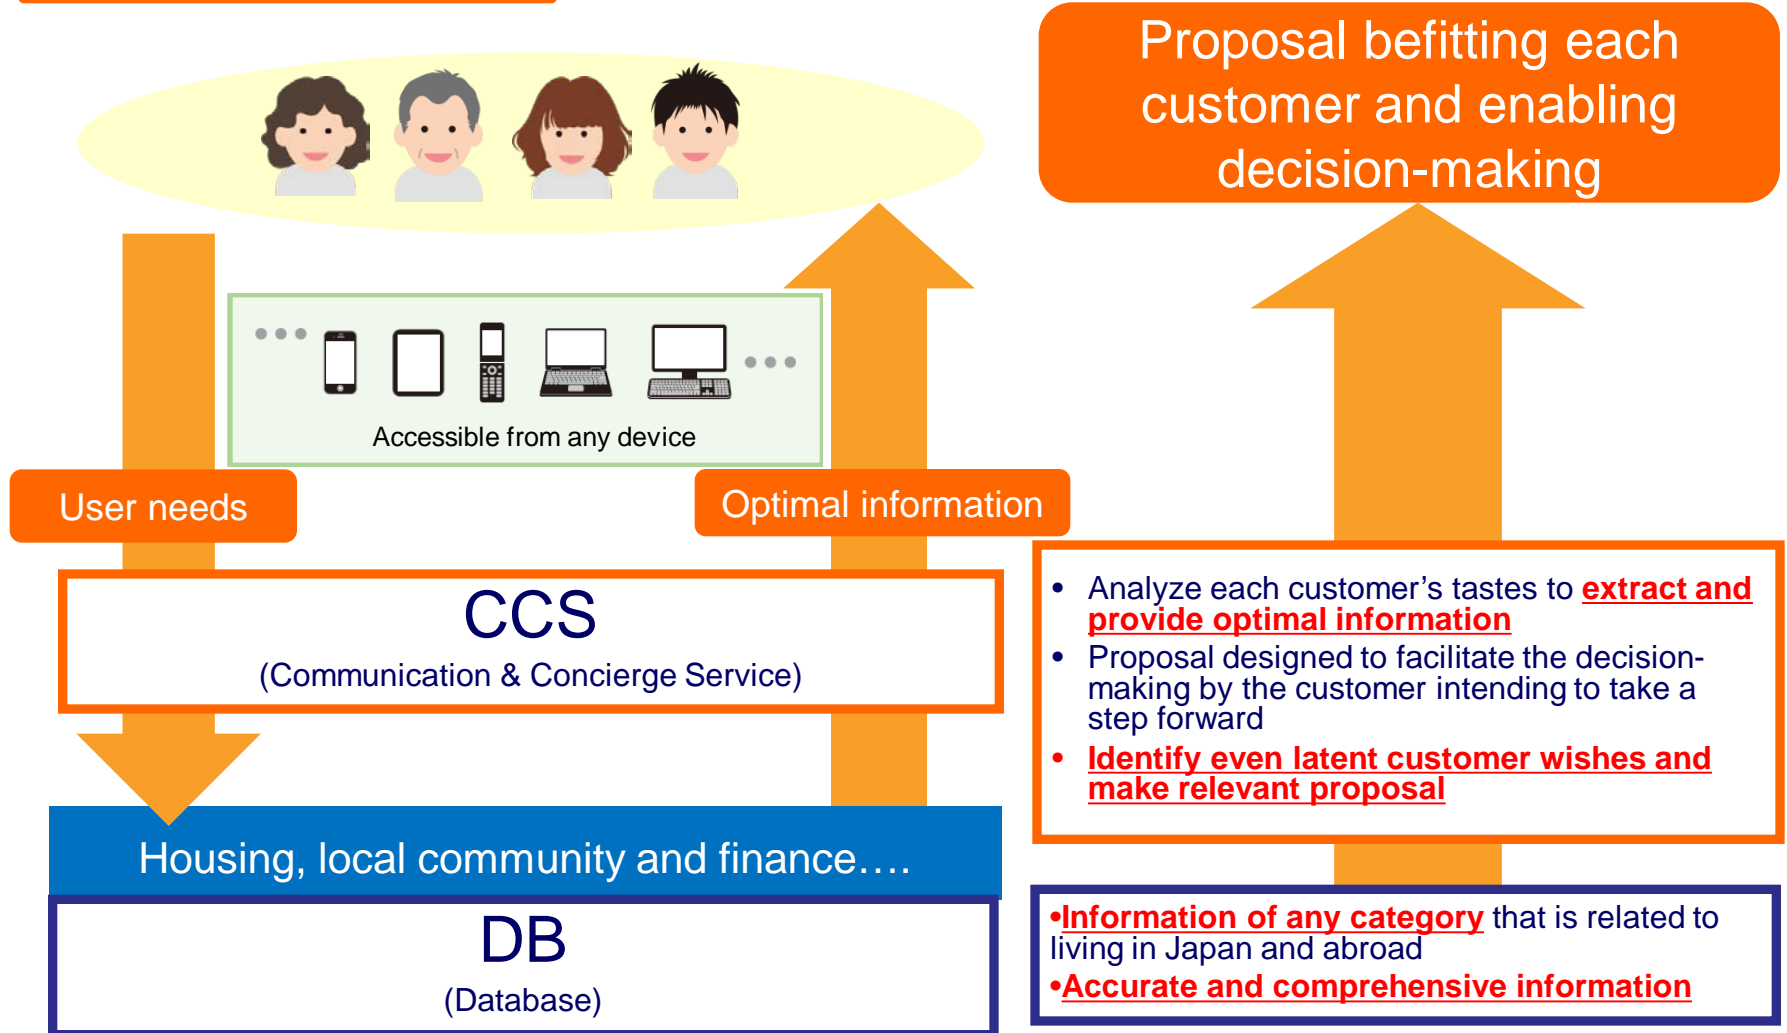 Proposal befitting each
customer and enabling
decision-making
Accessible from any device
User needs
Optimal information
CCS
(Communication & Concierge Service)
• Analyze each customer’s tastes to extract and
provide optimal information
• Proposal designed to facilitate the decision-
making by the customer intending to take a
step forward
• Identify even latent customer wishes and
make relevant proposal
Housing, local community and finance….
DB
(Database)
•Information of any category that is related to
living in Japan and abroad
•Accurate and comprehensive information